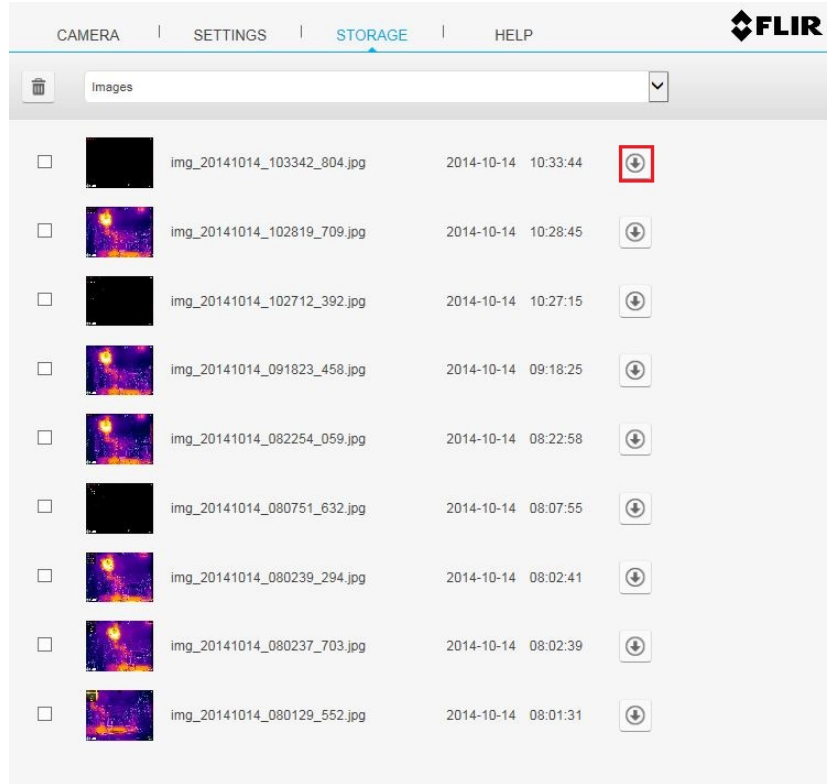 CAMERA | SETTINGS | STORAGE | HELP FLIR
Images
img_20141014_103342_804.jpg 2014-10-14 10:33:44
img_20141014_102819_709.jpg 2014-10-14 10:28:45
img_20141014_102712_392.jpg 2014-10-14 10:27:15
img_20141014_091823_458.jpg 2014-10-14 09:18:25
img_20141014_082254_059.jpg 2014-10-14 08:22:58
img_20141014_080751_632.jpg 2014-10-14 08:07:55
img_20141014_080239_294.jpg 2014-10-14 08:02:41
img_20141014_080237_703.jpg 2014-10-14 08:02:39
img_20141014_080129_552.jpg 2014-10-14 08:01:31